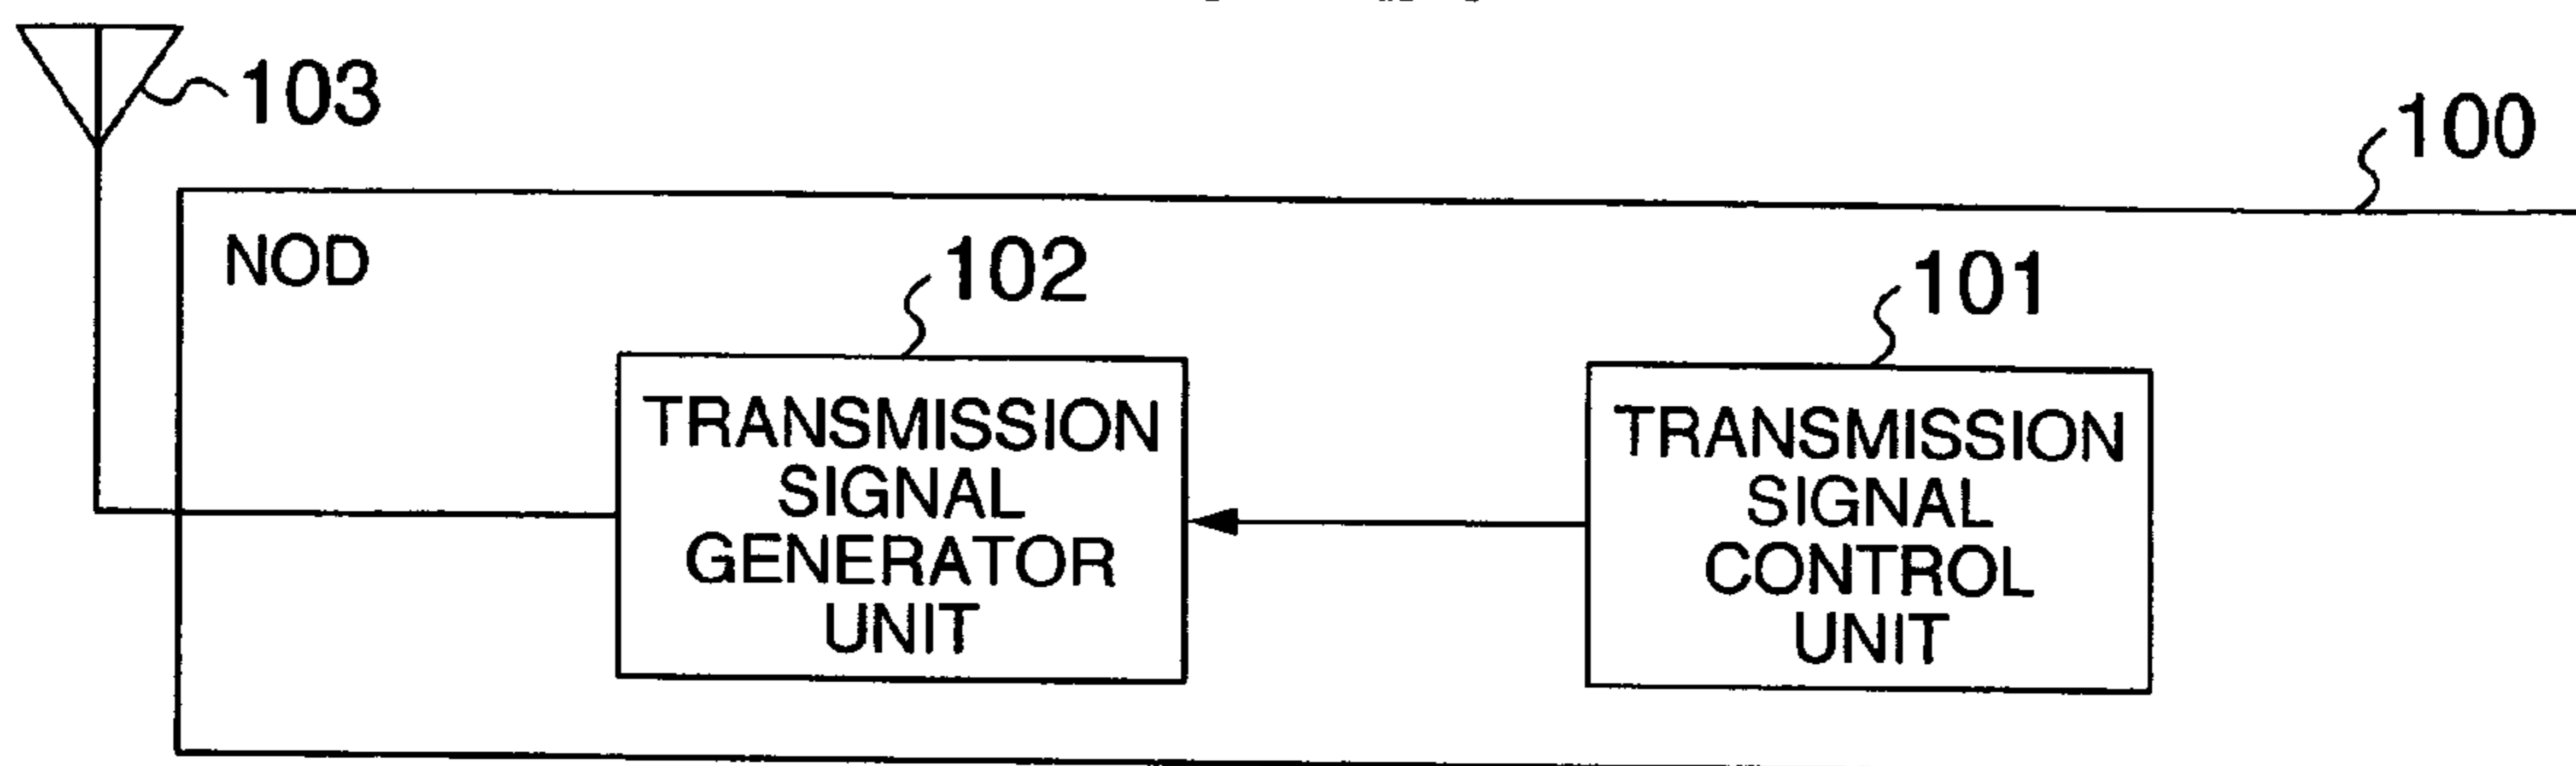 103
100
NOD
102
101
TRANSMISSION
SIGNAL
GENERATOR
UNIT
TRANSMISSION
SIGNAL
CONTROL
UNIT